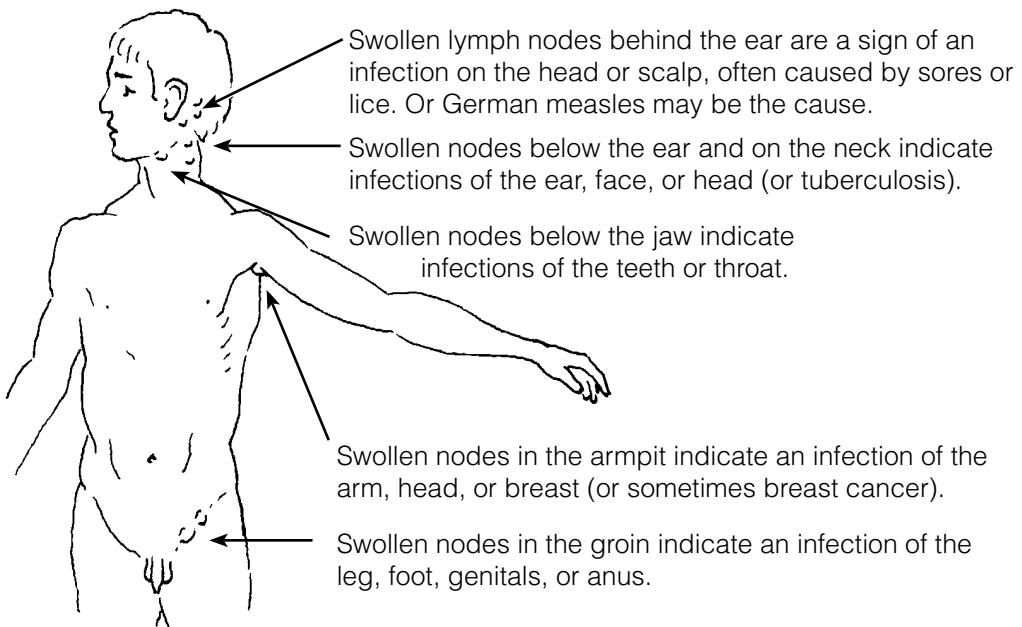 Swollen lymph nodes behind the ear are a sign of an
infection on the head or scalp, often caused by sores or
lice. Or German measles may be the cause.
Swollen nodes below the ear and on the neck indicate
infections of the ear, face, or head (or tuberculosis).
Swollen nodes below the jaw indicate
infections of the teeth or throat.
Swollen nodes in the armpit indicate an infection of the
arm, head, or breast (or sometimes breast cancer).
Swollen nodes in the groin indicate an infection of the
leg, foot, genitals, or anus.